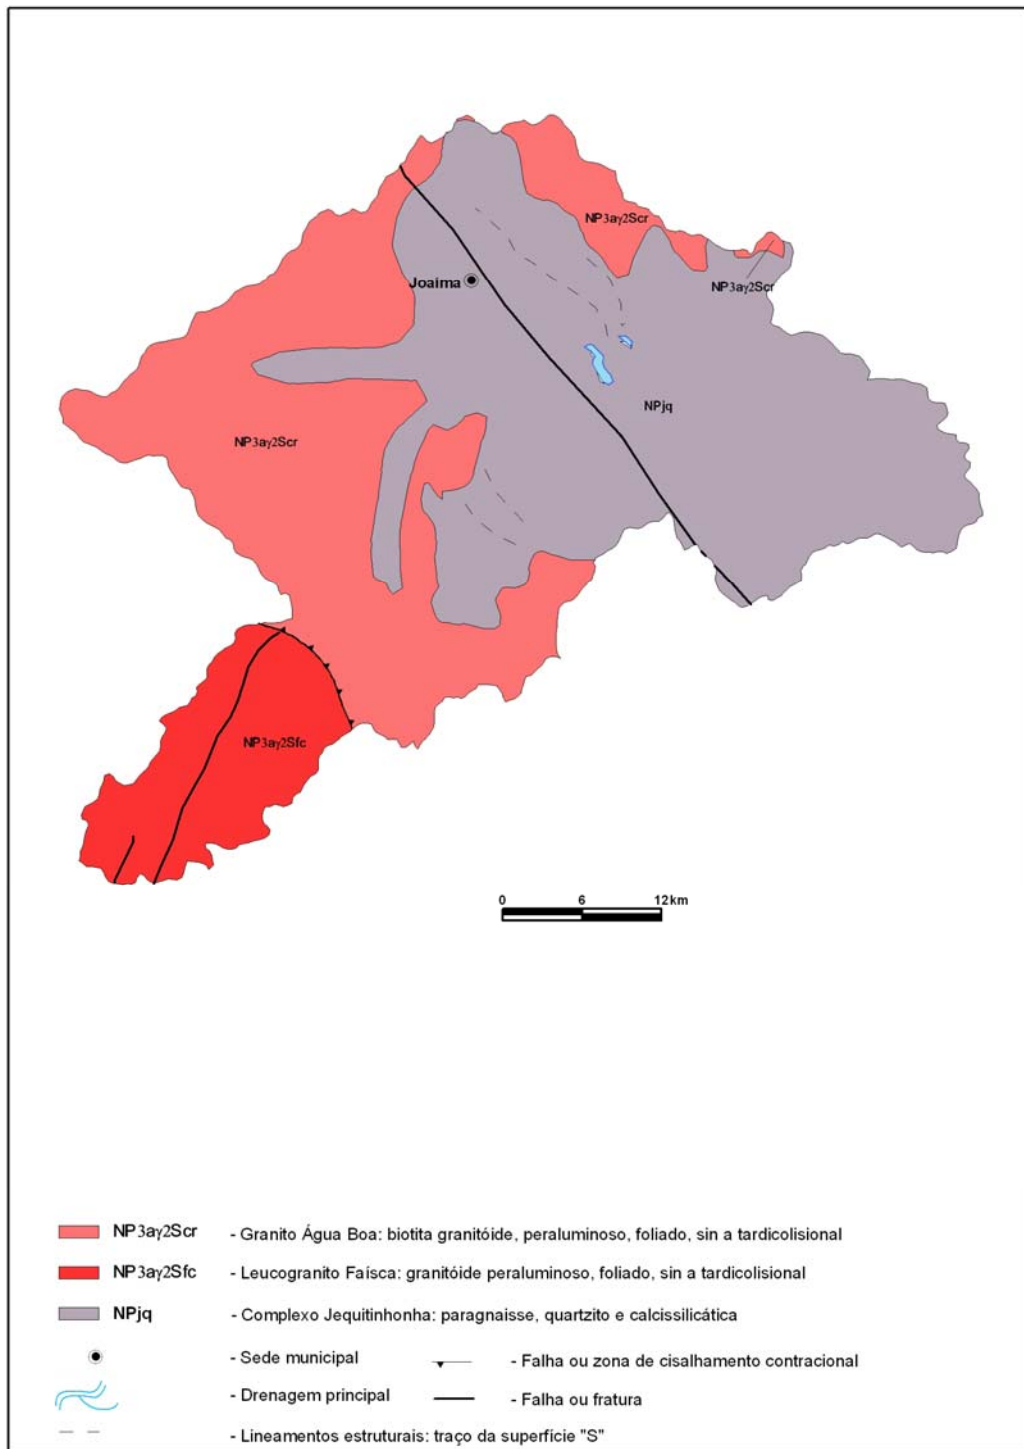 NP3aγ2Scr
NP3aγ2Scr
Joaima
NPjq
NP3aγ2Scr
NP3aγ2Sfc
0 6 12km
NP3aγ2Scr - Granito Água Boa: biotita granitóide, peraluminoso, foliado, sin a tardicolisional
NP3aγ2Sfc - Leucogranito Faísca: granitóide peraluminoso, foliado, sin a tardicolisional
NPjq - Complexo Jequitinhonha: paragnaisse, quartzito e calcissilicática
- Sede municipal - Falha ou zona de cisalhamento contracional
- Drenagem principal - Falha ou fratura
- Lineamentos estruturais: traço da superfície "S"